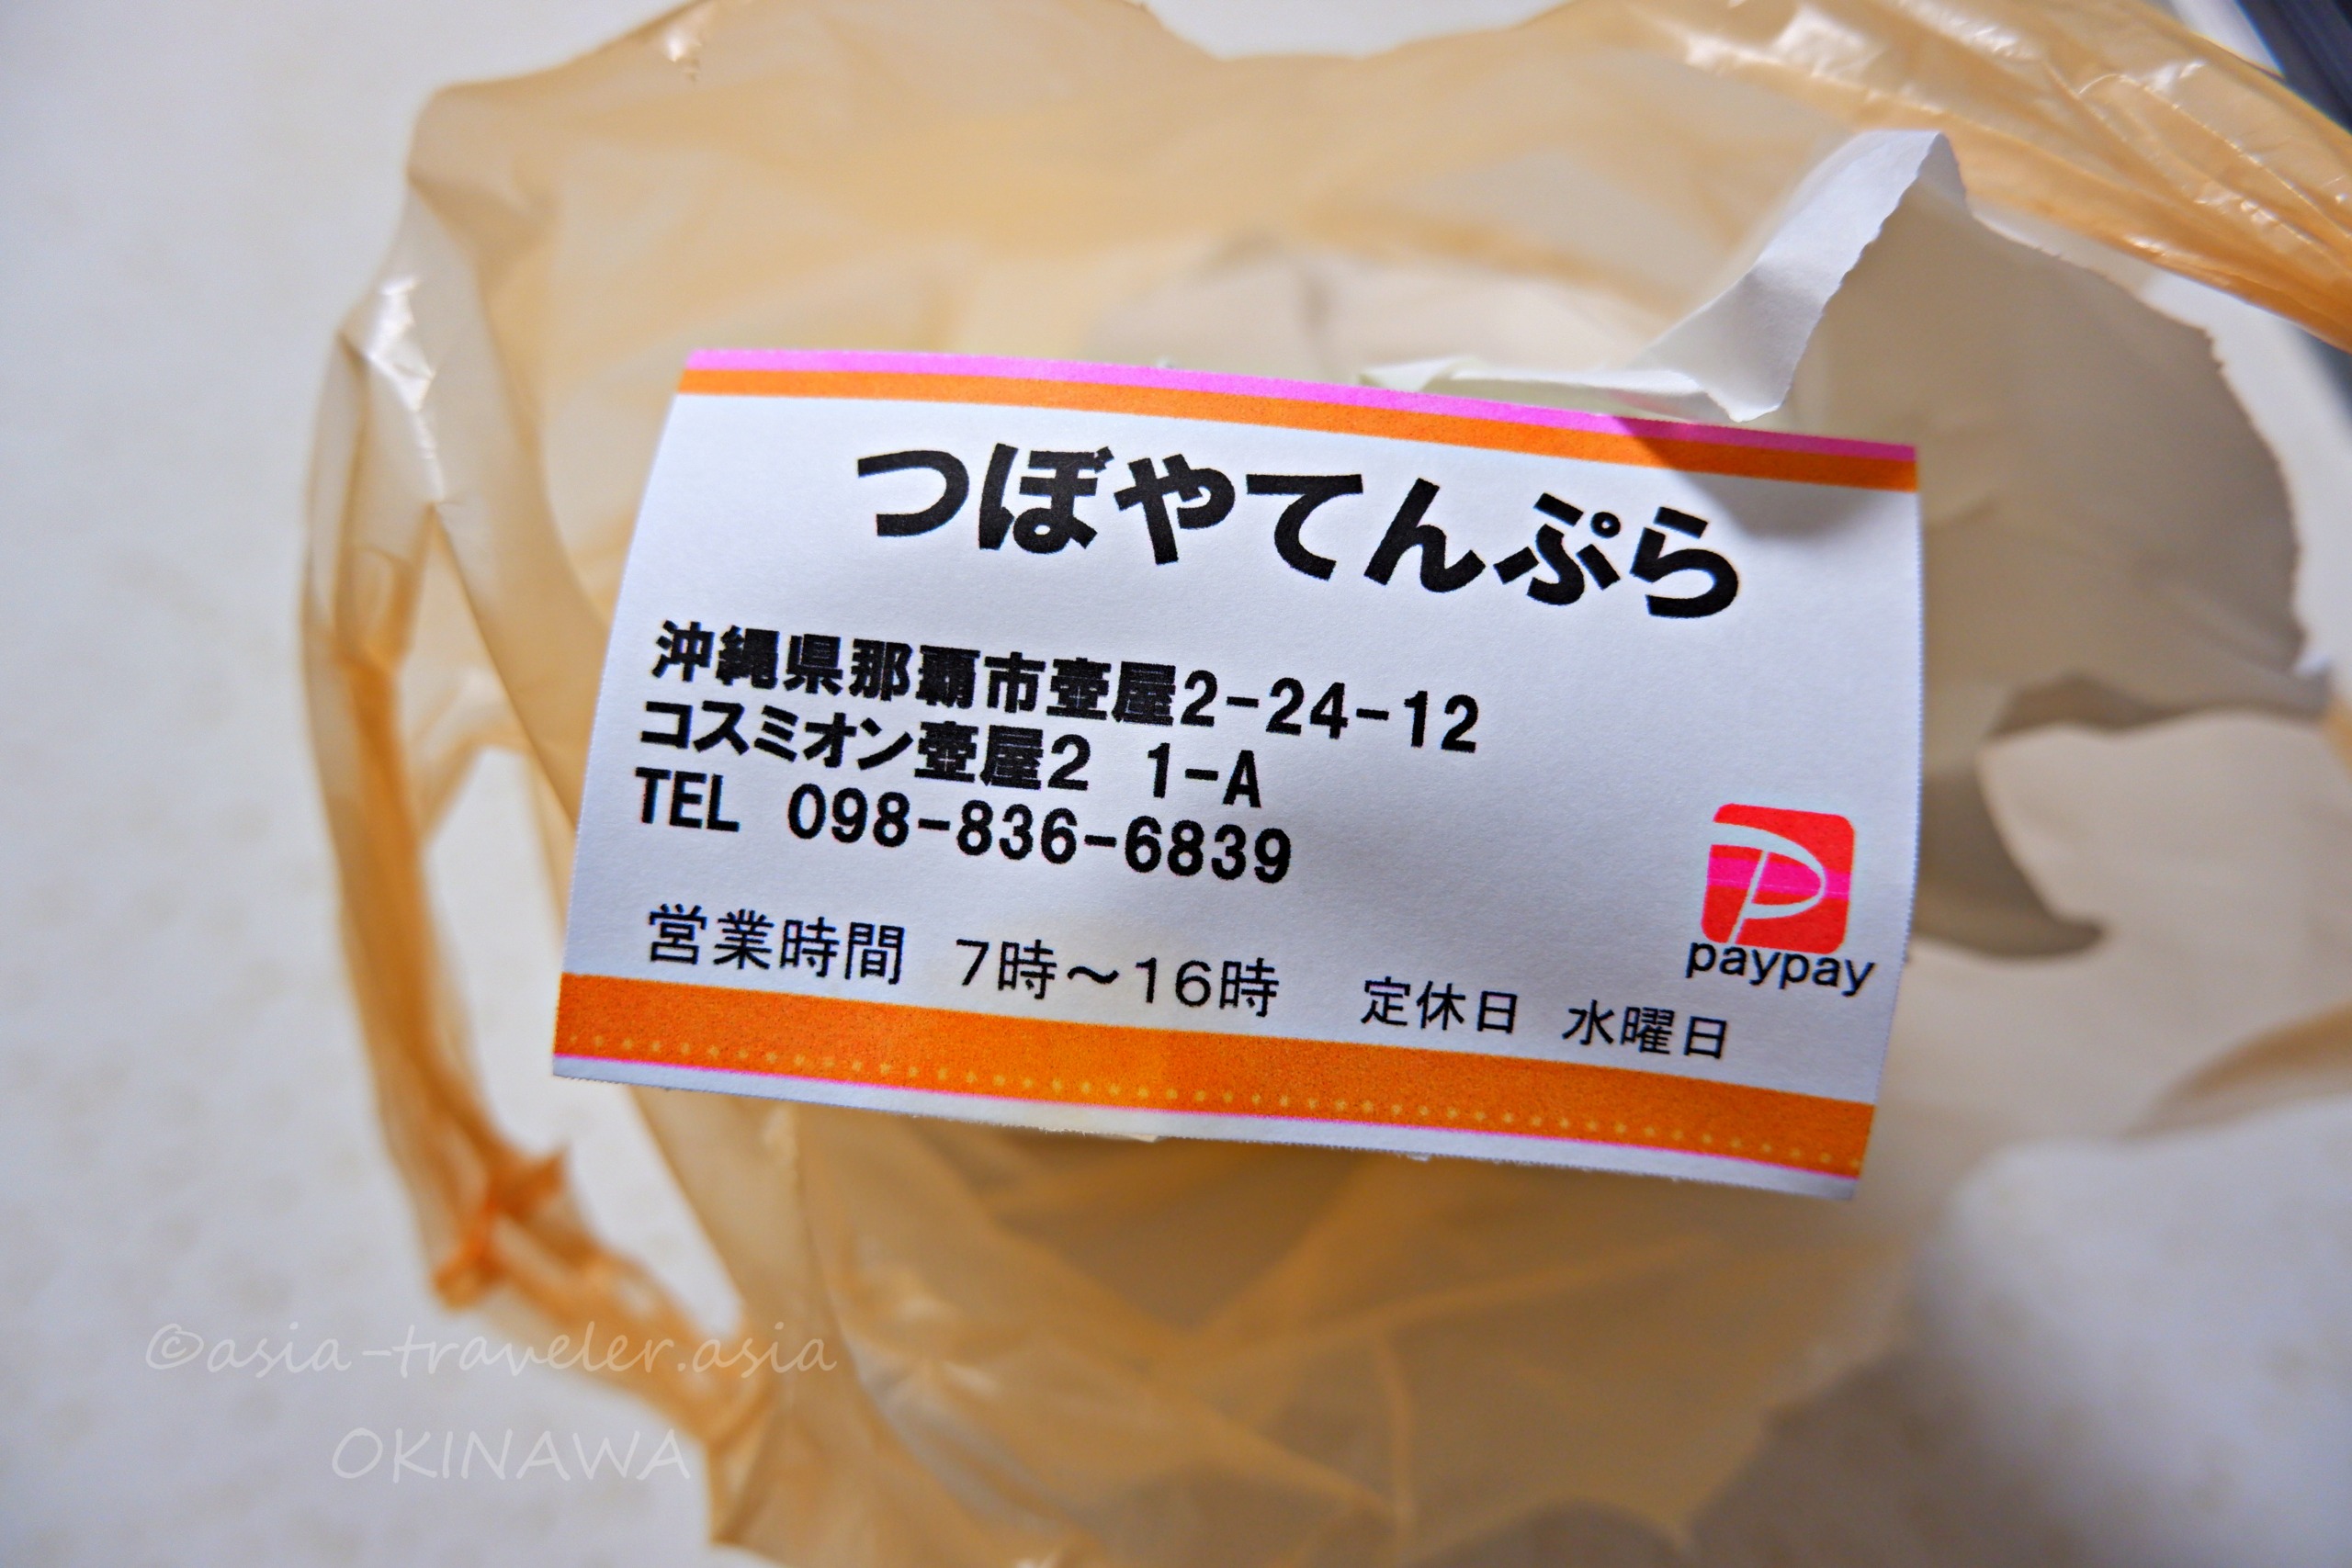 つぼやてんぷら
沖縄県那覇市壺屋2-24-12
コスミオン壺屋2 1-A
TEL 098-836-6839
paypay
営業時間 7時～16時 定休日 水曜日
©asia-traveler.asia
OKINAWA